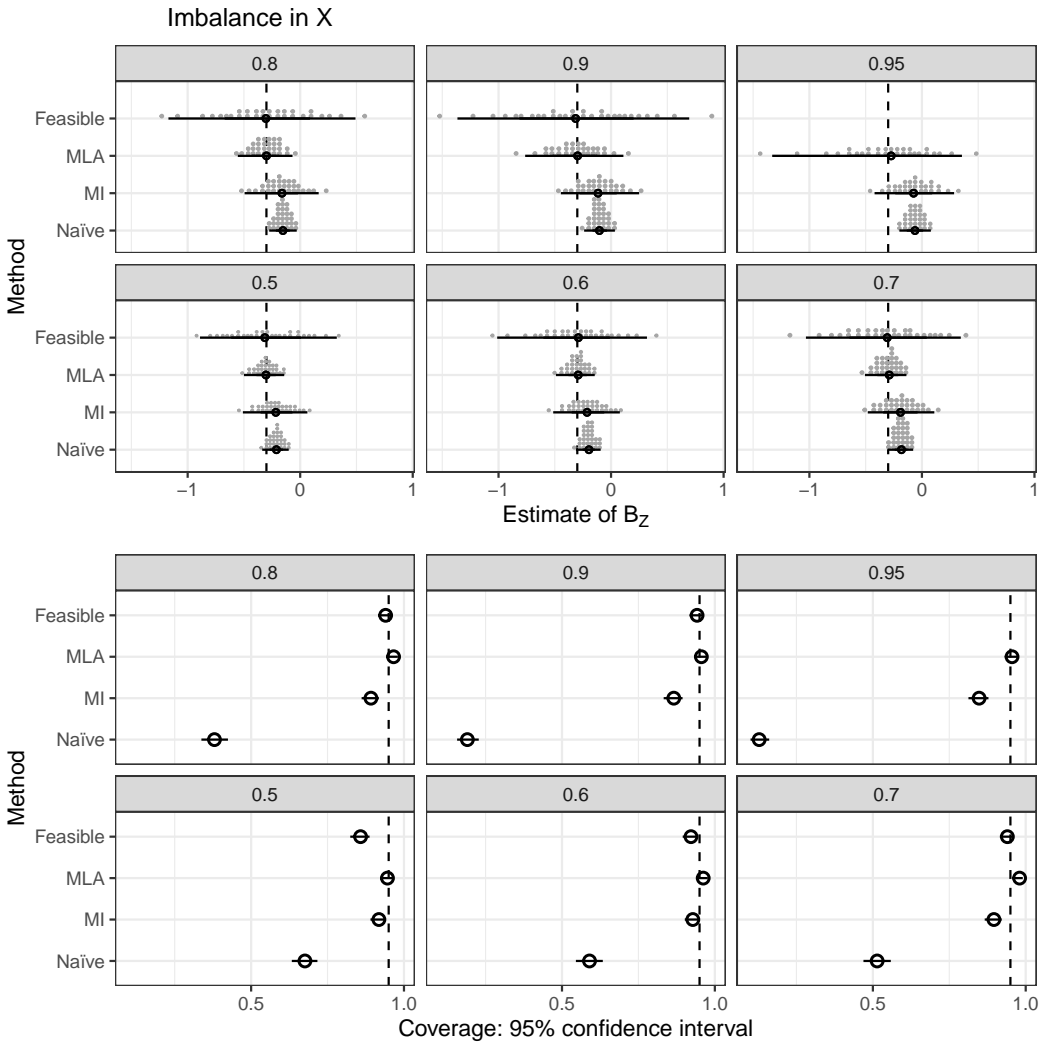 Imbalance in X
0.8 0.9 0.95
Feasible
MLA
MI
Naïve
0.5 0.6 0.7
Feasible
MLA
MI
Naïve
Method
−1 0 −1 0 1 −1 0 1
1
Estimate of BZ
0.8 0.9 0.95
Feasible
MLA
MI
Naïve
0.5 0.6 0.7
Feasible
MLA
MI
Naïve
Method
0.5 1.0 0.5 1.0 0.5 1.0
Coverage: 95% confidence interval